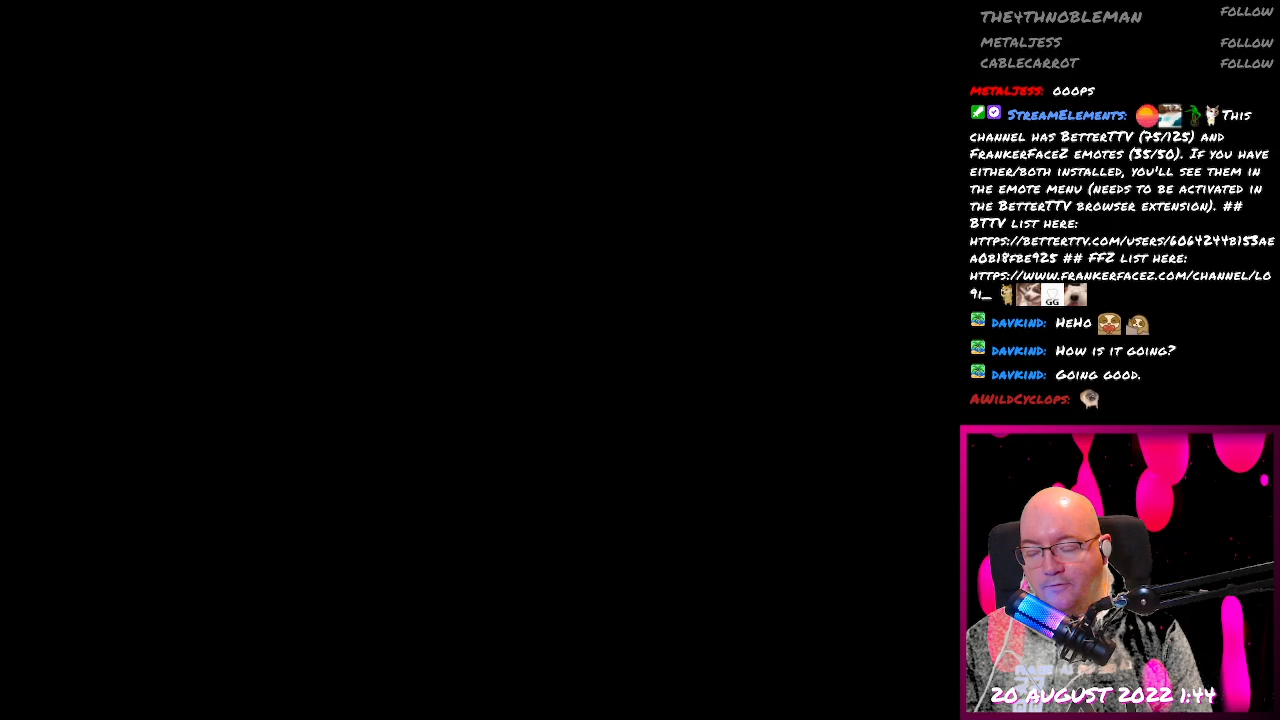 THE4THNOBLEMAN FOLLOW
METALJESS FOLLOW
CABLECARROT FOLLOW
METALJESS: OOOPS
STREAMELEMENTS: THIS
CHANNEL HAS BETTERTTV (75/125) AND
FRANKERFACEZ EMOTES (35/50). IF YOU HAVE
EITHER/BOTH INSTALLED, YOU'LL SEE THEM IN
THE EMOTE MENU (NEEDS TO BE ACTIVATED IN
THE BETTERTTV BROWSER EXTENSION). ##
BTTV LIST HERE:
HTTPS://BETTERTTV.COM/USERS/6064244B153AE
A0B18FBE925 ## FFZ LIST HERE:
HTTPS://WWW.FRANKERFACEZ.COM/CHANNEL/LO
9I_ GG
DAVKIND: HEHO
DAVKIND: HOW IS IT GOING?
DAVKIND: GOING GOOD.
AWILDCYCLOPS:
20 AUGUST 2022 1:44